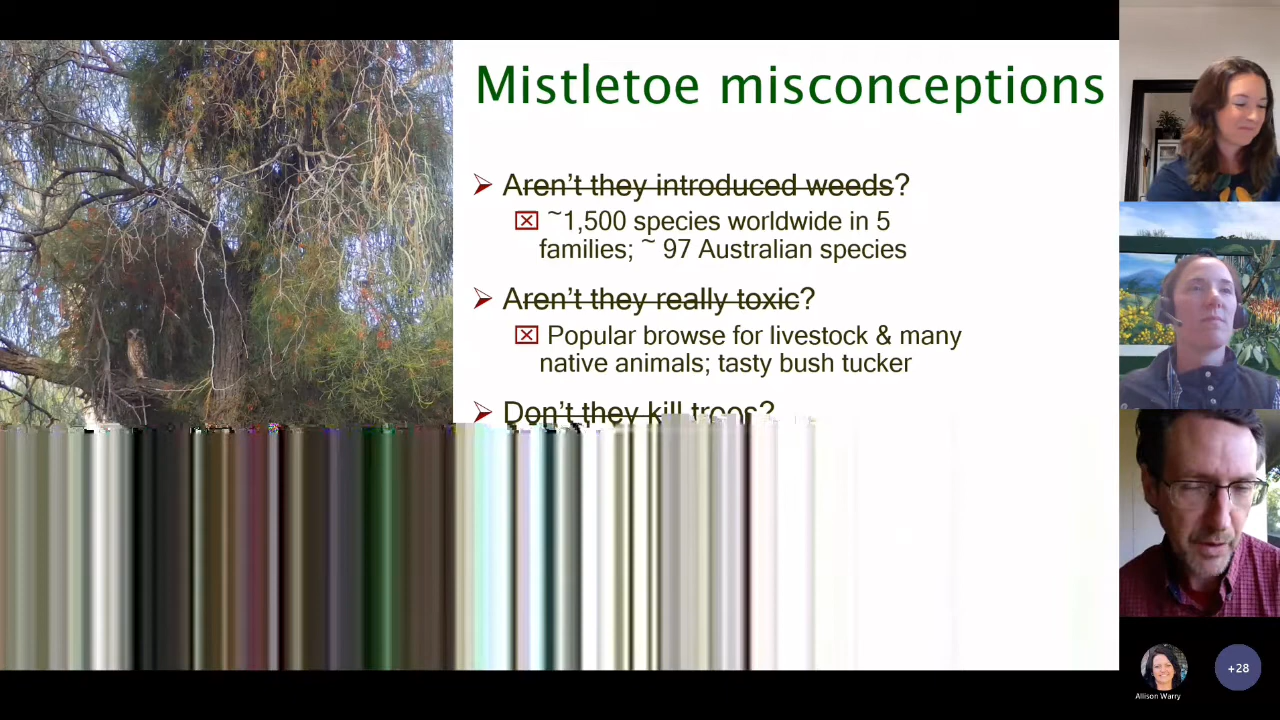 Mistletoe misconceptions
➢ Aren't they introduced weeds?
☒ ~1,500 species worldwide in 5
families; ~ 97 Australian species
➢ Aren't they really toxic?
☒ Popular browse for livestock & many
native animals; tasty bush tucker
➢ Don't they kill trees?
Allison Warry
+28